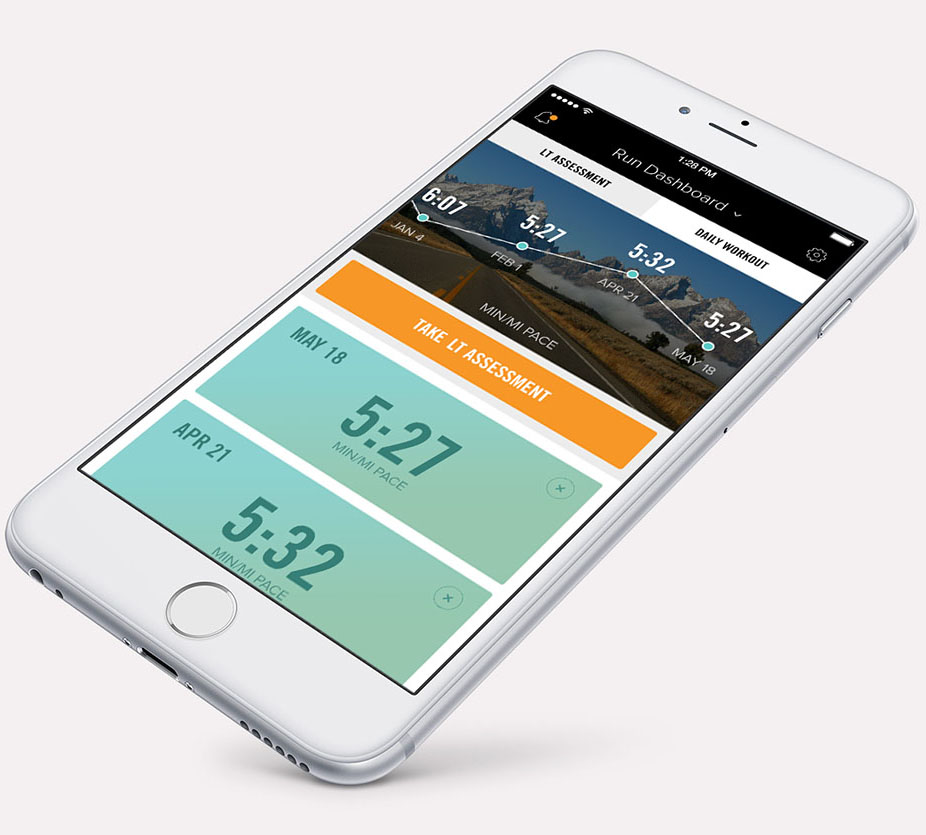 1:28 PM
Run Dashboard
LT ASSESSMENT
DAILY WORKOUT
6:07
5:27
5:32
5:27
JAN 4
FEB 1
APR 21
MAY 18
MIN/MI PACE
TAKE LT ASSESSMENT
MAY 18
5:27
MIN/MI PACE
APR 21
5:32
MIN/MI PACE